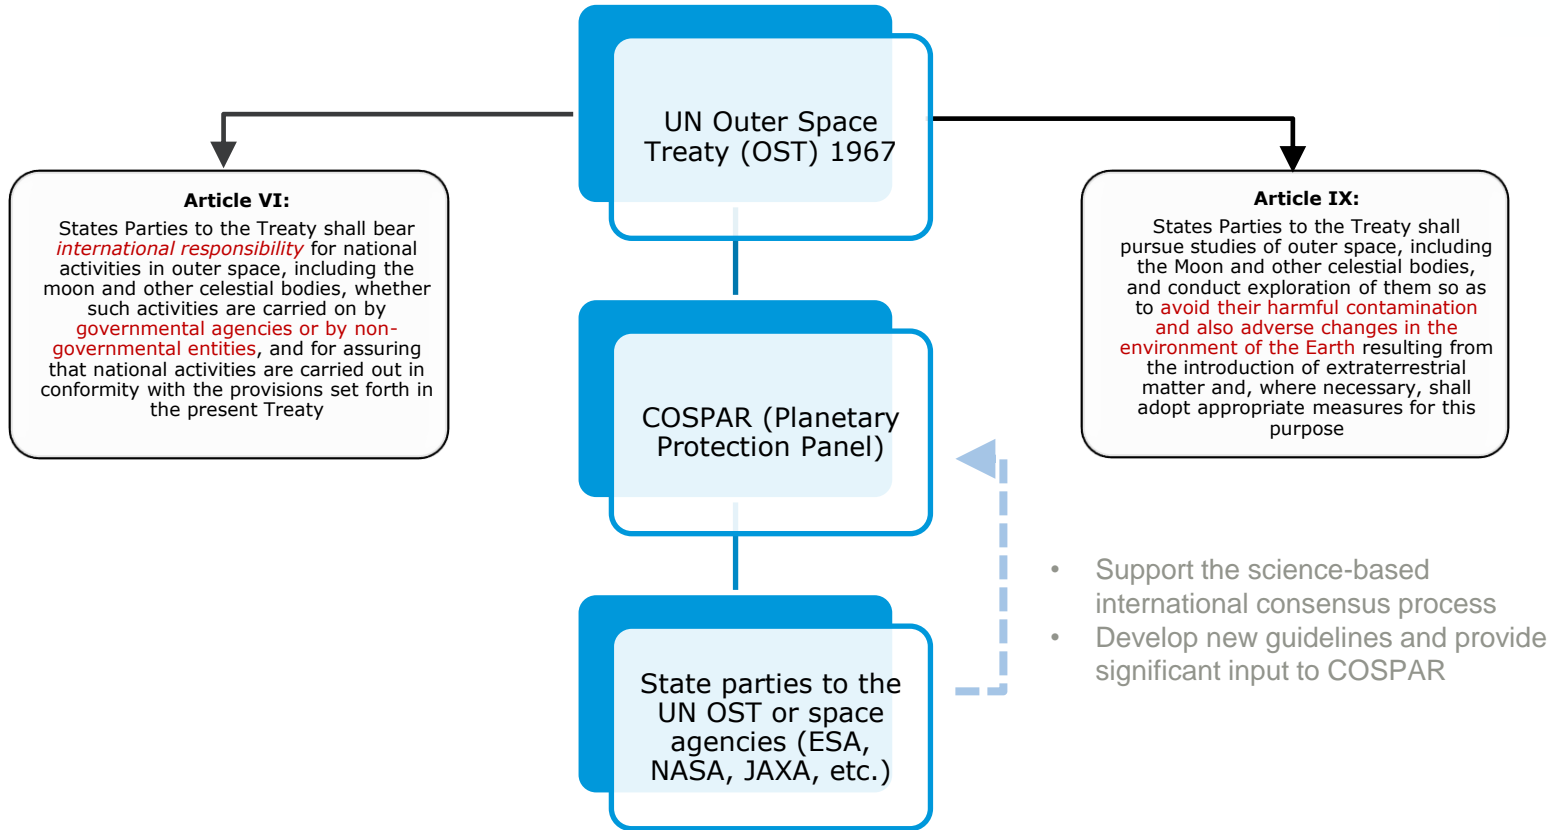 UN Outer Space
Treaty (OST) 1967
Article VI:
States Parties to the Treaty shall bear
international responsibility for national
activities in outer space, including the
moon and other celestial bodies, whether
such activities are carried on by
governmental agencies or by non-
governmental entities, and for assuring
that national activities are carried out in
conformity with the provisions set forth in
the present Treaty
Article IX:
States Parties to the Treaty shall
pursue studies of outer space, including
the Moon and other celestial bodies,
and conduct exploration of them so as
to avoid their harmful contamination
and also adverse changes in the
environment of the Earth resulting from
the introduction of extraterrestrial
matter and, where necessary, shall
adopt appropriate measures for this
purpose
COSPAR (Planetary
Protection Panel)
• Support the science-based
international consensus process
• Develop new guidelines and provide
significant input to COSPAR
State parties to the
UN OST or space
agencies (ESA,
NASA, JAXA, etc.)